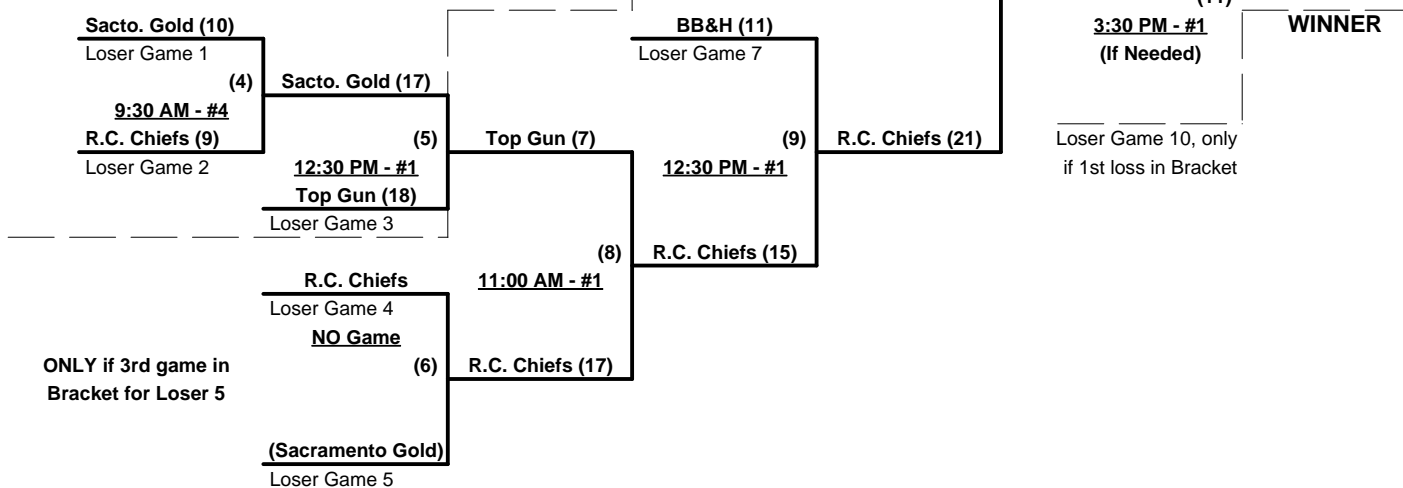 Sacto. Gold (10)
Loser Game 1
(4)
9:30 AM - #4
R.C. Chiefs (9)
Loser Game 2
Sacto. Gold (17)
(5)
12:30 PM - #1
Top Gun (18)
Loser Game 3
Top Gun (7)
R.C. Chiefs
Loser Game 4
NO Game
(6)
ONLY if 3rd game in
Bracket for Loser 5
(Sacramento Gold)
Loser Game 5
R.C. Chiefs (17)
(8)
11:00 AM - #1
BB&H (11)
Loser Game 7
(9)
12:30 PM - #1
R.C. Chiefs (15)
R.C. Chiefs (21)
3:30 PM - #1
(If Needed)
WINNER
Loser Game 10, only
if 1st loss in Bracket